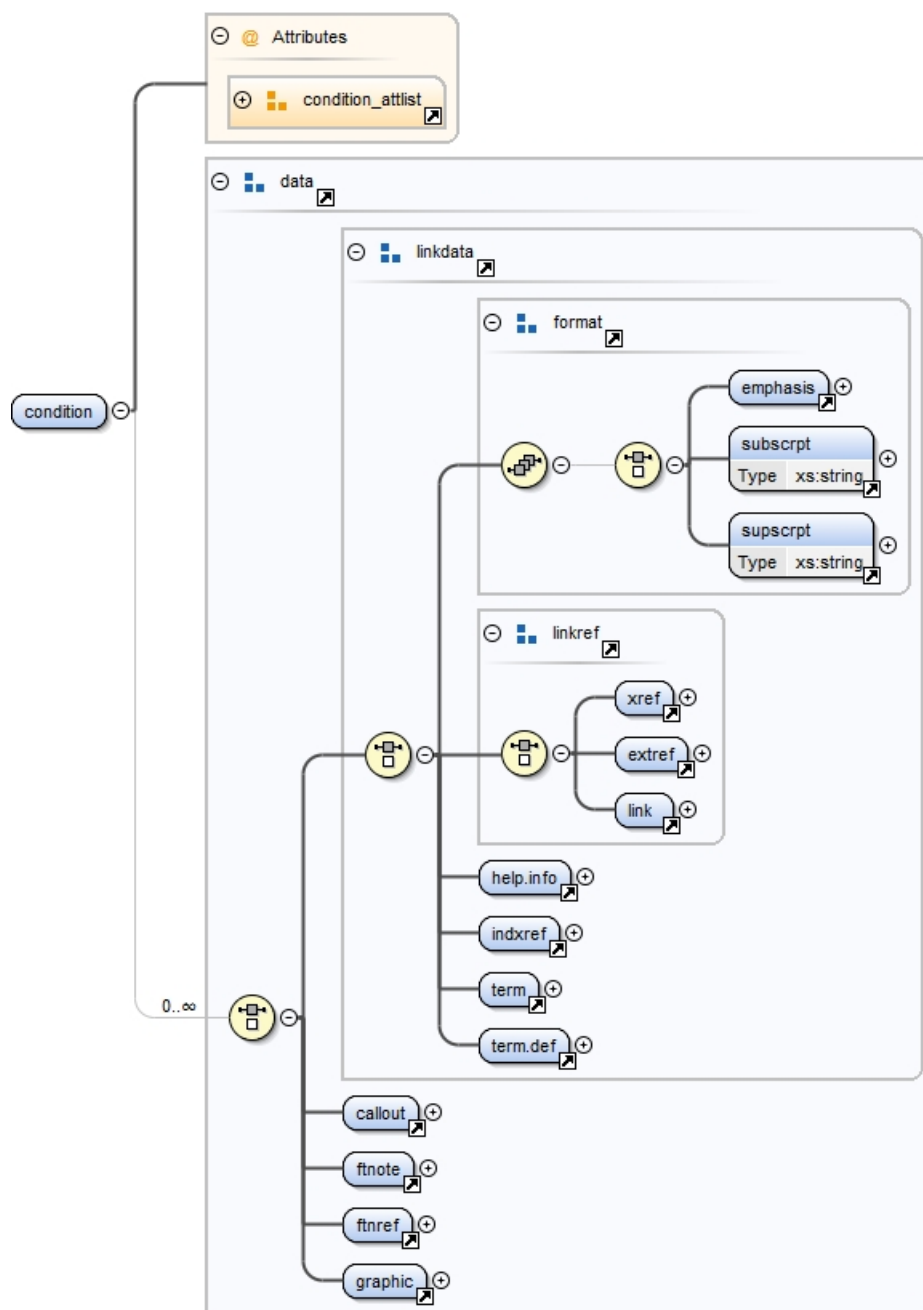 Attributes
condition_attlist
data
linkdata
format
emphasis
condition
subscrpt
Type xs:string
supscrpt
Type xs:string
linkref
xref
extref
link
help.info
indxref
term
0..∞
term.def
callout
ftnote
ftnref
graphic